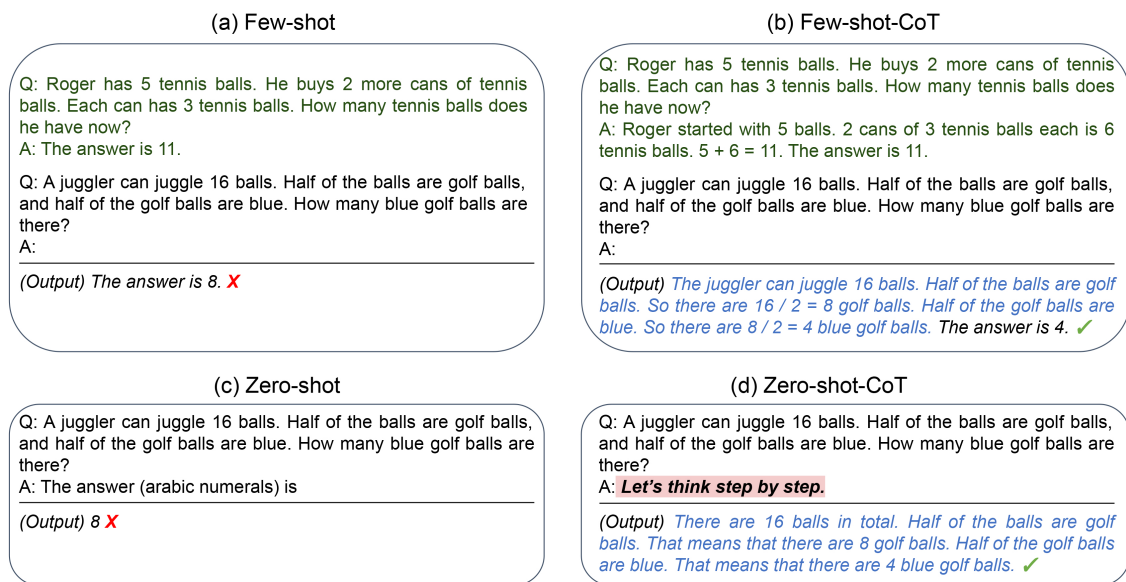 (a) Few-shot
Q: Roger has 5 tennis balls. He buys 2 more cans of tennis
balls. Each can has 3 tennis balls. How many tennis balls does
he have now?
A: The answer is 11.
Q: A juggler can juggle 16 balls. Half of the balls are golf balls,
and half of the golf balls are blue. How many blue golf balls are
there?
A:
(Output) The answer is 8. X
(b) Few-shot-CoT
Q: Roger has 5 tennis balls. He buys 2 more cans of tennis
balls. Each can has 3 tennis balls. How many tennis balls does
he have now?
A: Roger started with 5 balls. 2 cans of 3 tennis balls each is 6
tennis balls. 5 + 6 = 11. The answer is 11.
Q: A juggler can juggle 16 balls. Half of the balls are golf balls,
and half of the golf balls are blue. How many blue golf balls are
there?
A:
(Output) The juggler can juggle 16 balls. Half of the balls are golf
balls. So there are 16 / 2 = 8 golf balls. Half of the golf balls are
blue. So there are 8 / 2 = 4 blue golf balls. The answer is 4. ✓
(c) Zero-shot
Q: A juggler can juggle 16 balls. Half of the balls are golf balls,
and half of the golf balls are blue. How many blue golf balls are
there?
A: The answer (arabic numerals) is
(Output) 8 X
(d) Zero-shot-CoT
Q: A juggler can juggle 16 balls. Half of the balls are golf balls,
and half of the golf balls are blue. How many blue golf balls are
there?
A: Let's think step by step.
(Output) There are 16 balls in total. Half of the balls are golf
balls. That means that there are 8 golf balls. Half of the golf balls
are blue. That means that there are 4 blue golf balls. ✓